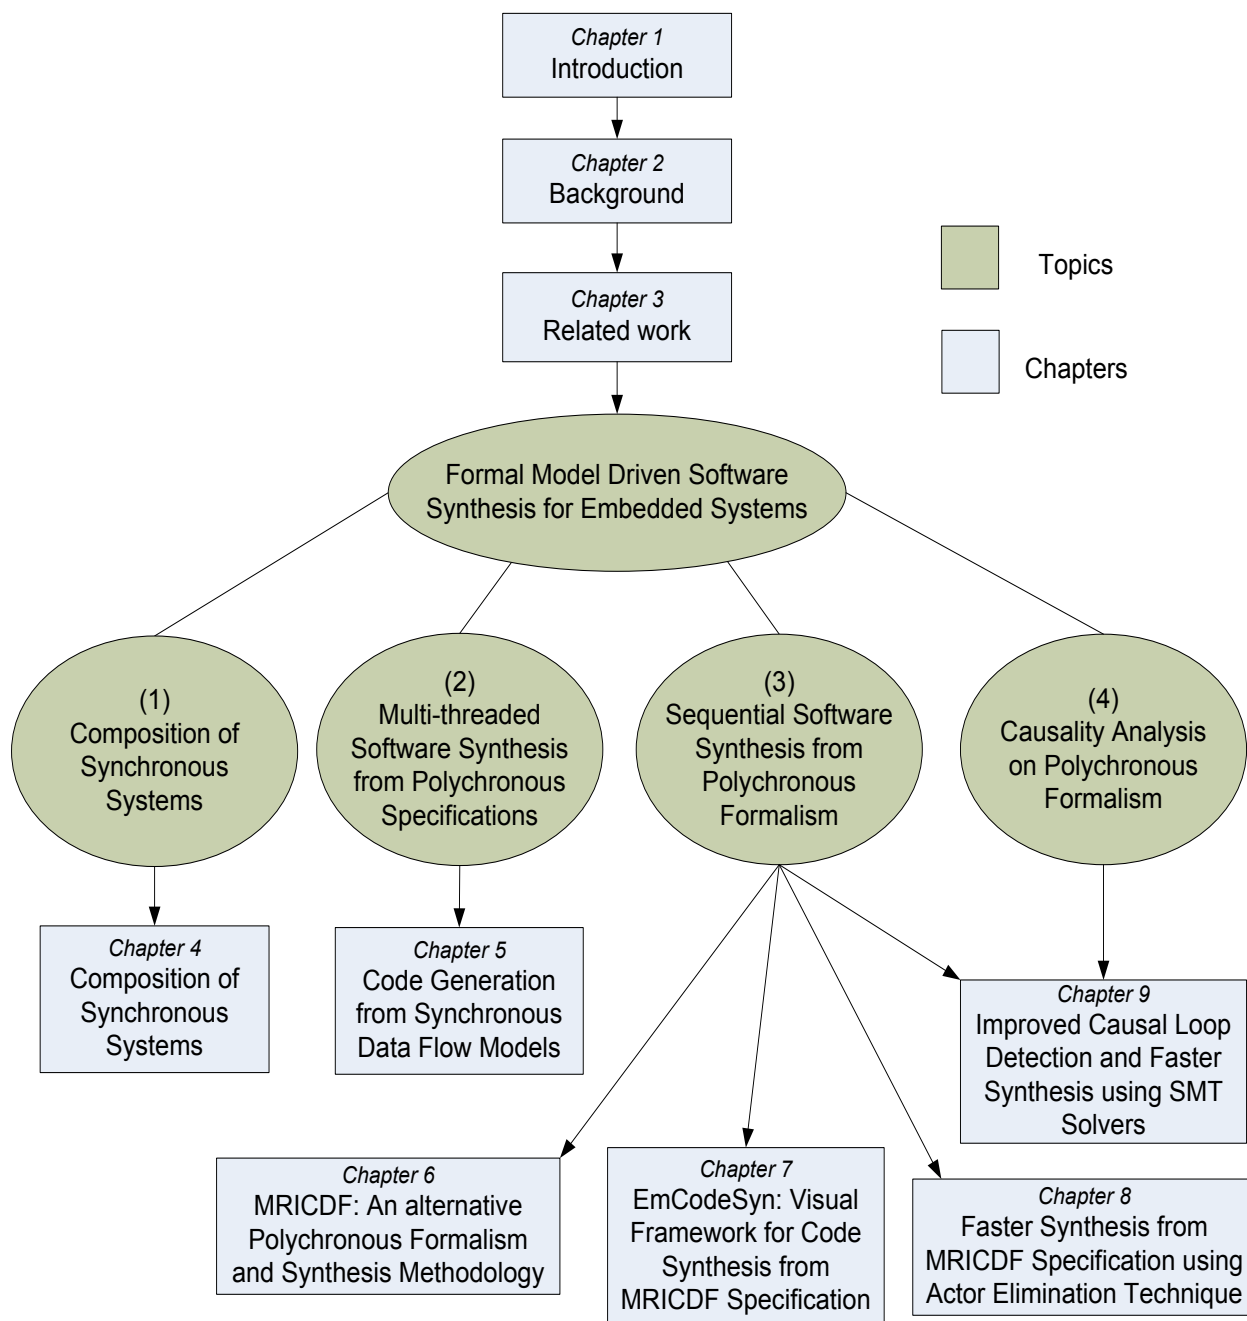 Chapter 1
Introduction
Chapter 2
Background
Chapter 3
Related work
Topics
Chapters
Formal Model Driven Software
Synthesis for Embedded Systems
(1)
Composition of
Synchronous
Systems
(2)
Multi-threaded
Software Synthesis
from Polychronous
Specifications
(3)
Sequential Software
Synthesis from
Polychronous
Formalism
(4)
Causality Analysis
on Polychronous
Formalism
Chapter 4
Composition of
Synchronous
Systems
Chapter 5
Code Generation
from Synchronous
Data Flow Models
Chapter 9
Improved Causal Loop
Detection and Faster
Synthesis using SMT
Solvers
Chapter 6
MRICDF: An alternative
Polychronous Formalism
and Synthesis Methodology
Chapter 7
EmCodeSyn: Visual
Framework for Code
Synthesis from
MRICDF Specification
Chapter 8
Faster Synthesis from
MRICDF Specification using
Actor Elimination Technique